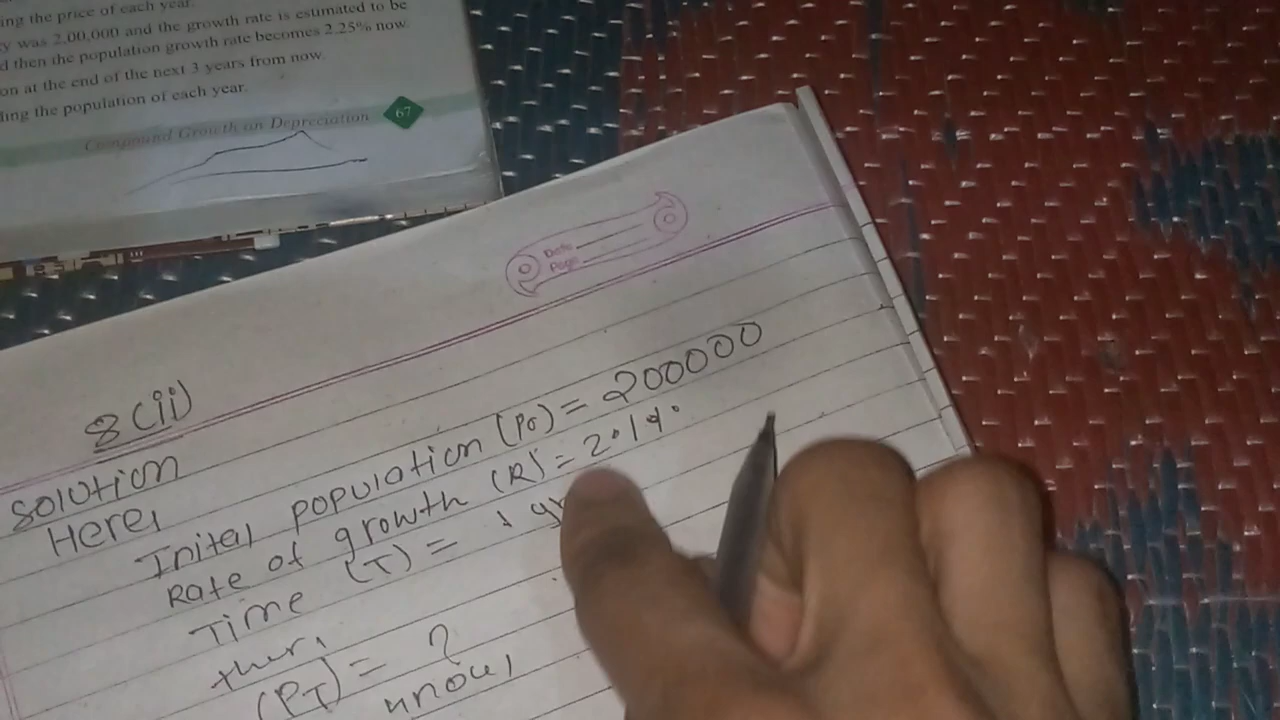 ing the price of each year.
y was 2,00,000 and the growth rate is estimated to be
d then the population growth rate becomes 2.25% now.
on at the end of the next 3 years from now.
ding the population of each year.
Compound Growth on Depreciation 67
Date
Page
8(ii)
solution
Here,
Inital population (P0) = 200000
Rate of growth (R) = 2.1%
Time (T) = 1 y
then,
(PT) = ?
know,